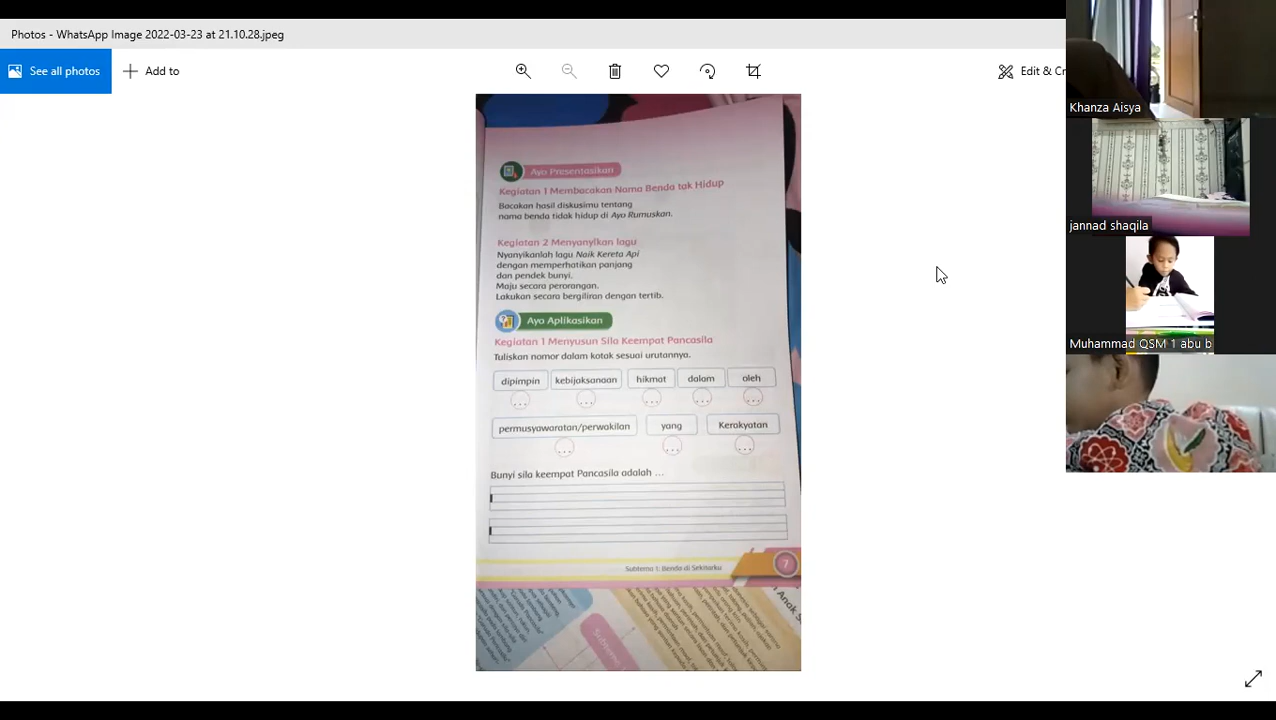 Photos - WhatsApp Image 2022-03-23 at 21.10.28.jpeg
See all photos
Add to
Edit & Cr
Khanza Aisya
jannad shaqila
Muhammad QSM 1 abu b
Ayo Presentasikan
Kegiatan 1 Membacakan Nama Benda tak Hidup
Bacakan hasil diskusimu tentang
nama benda tidak hidup di Ayo Rumuskan.
Kegiatan 2 Menyanyikan lagu
Nyanyikanlah lagu Naik Kereta Api
dengan memperhatikan panjang
dan pendek bunyi.
Maju secara perorangan.
Lakukan secara bergiliran dengan tertib.
Ayo Aplikasikan
Kegiatan 1 Menyusun Sila Keempat Pancasila
Tuliskan nomor dalam kotak sesuai urutannya.
dipimpin kebijaksanaan hikmat dalam oleh
... ... ... ... ...
permusyawaratan/perwakilan yang Kerakyatan
... ... ...
Bunyi sila keempat Pancasila adalah ...
Subtema 1: Benda di Sekitarku
7